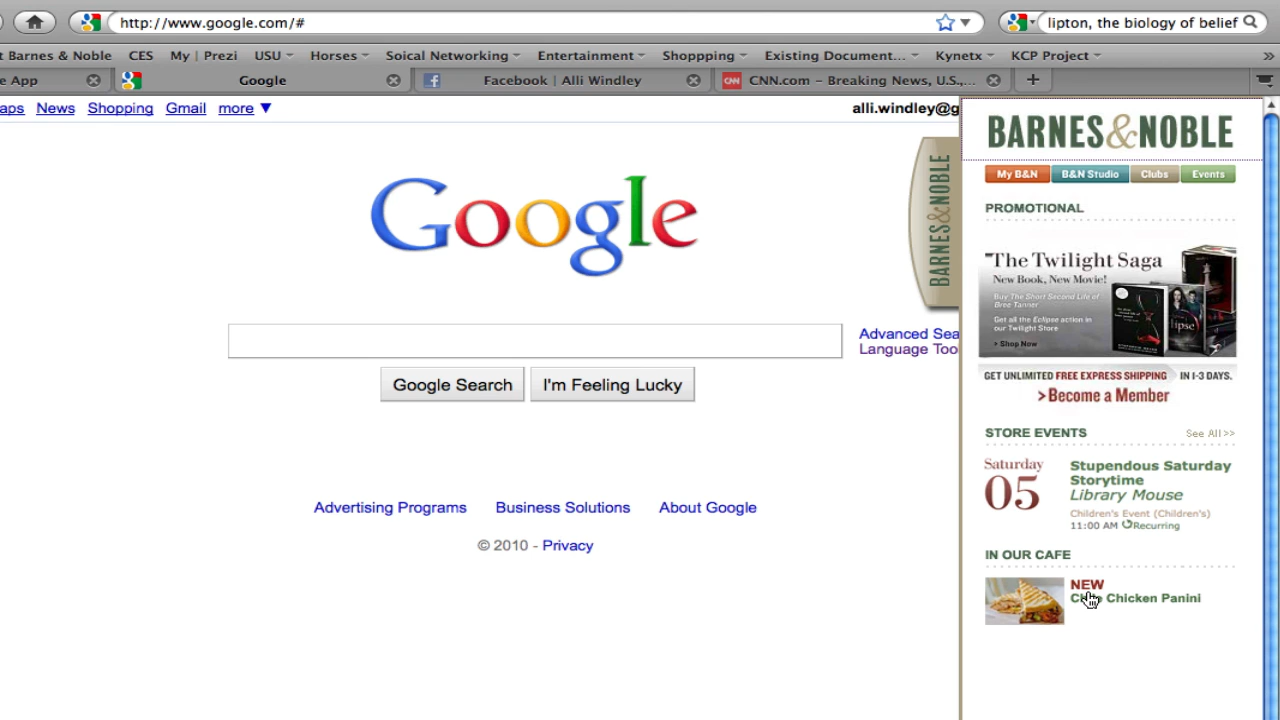 http://www.google.com/#
lipton, the biology of belief
t Barnes & Noble CES My | Prezi USU Horses Soical Networking Entertainment Shoppping Existing Document... Kynetx KCP Project
e App
Google
Facebook | Alli Windley
CNN.com – Breaking News, U.S.,...
aps News Shopping Gmail more ▼
alli.windley@g
Google
Advanced Sea
Language Too
Google Search
I'm Feeling Lucky
Advertising Programs Business Solutions About Google
© 2010 - Privacy
BARNES&NOBLE
BARNES&NOBLE
My B&N B&N Studio Clubs Events
PROMOTIONAL
The Twilight Saga
New Book, New Movie!
Buy The Short Second Life of
Bree Tanner
Get all the Eclipse action in
our Twilight Store
> Shop Now
GET UNLIMITED FREE EXPRESS SHIPPING IN 1-3 DAYS.
>Become a Member
STORE EVENTS See All>>
Saturday
05
Stupendous Saturday
Storytime
Library Mouse
Children's Event (Children's)
11:00 AM Recurring
IN OUR CAFE
NEW
Chicken Panini